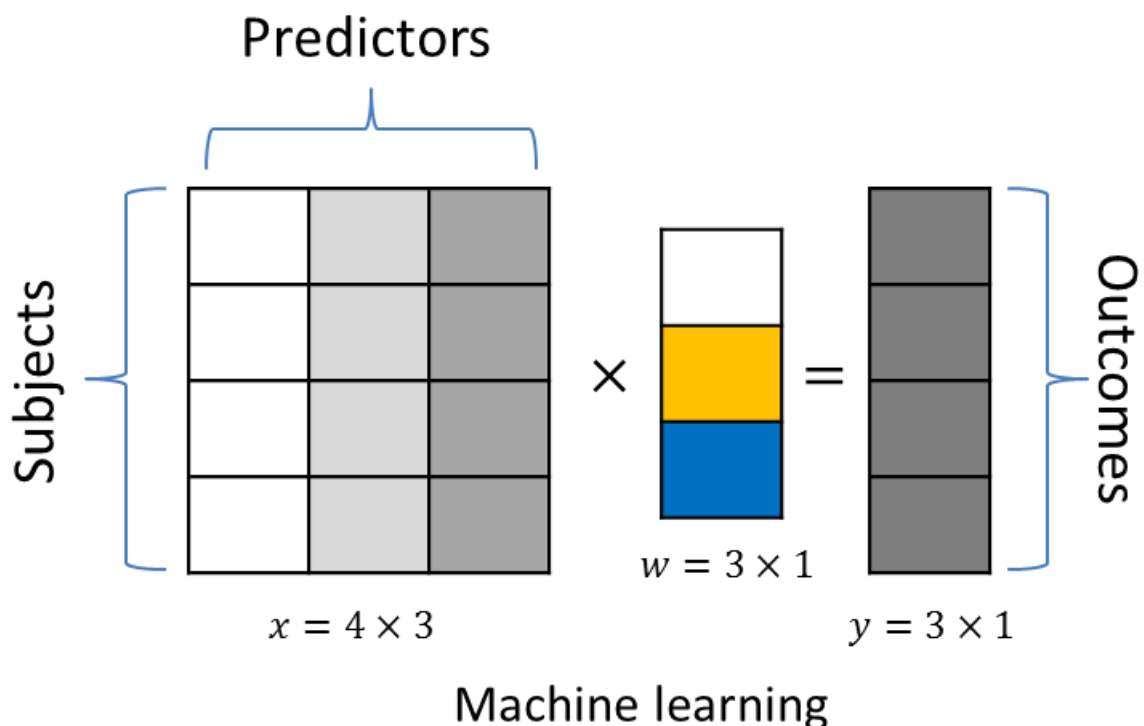 Predictors
Subjects
×
=
Outcomes
w = 3 × 1
x = 4 × 3
y = 3 × 1
Machine learning